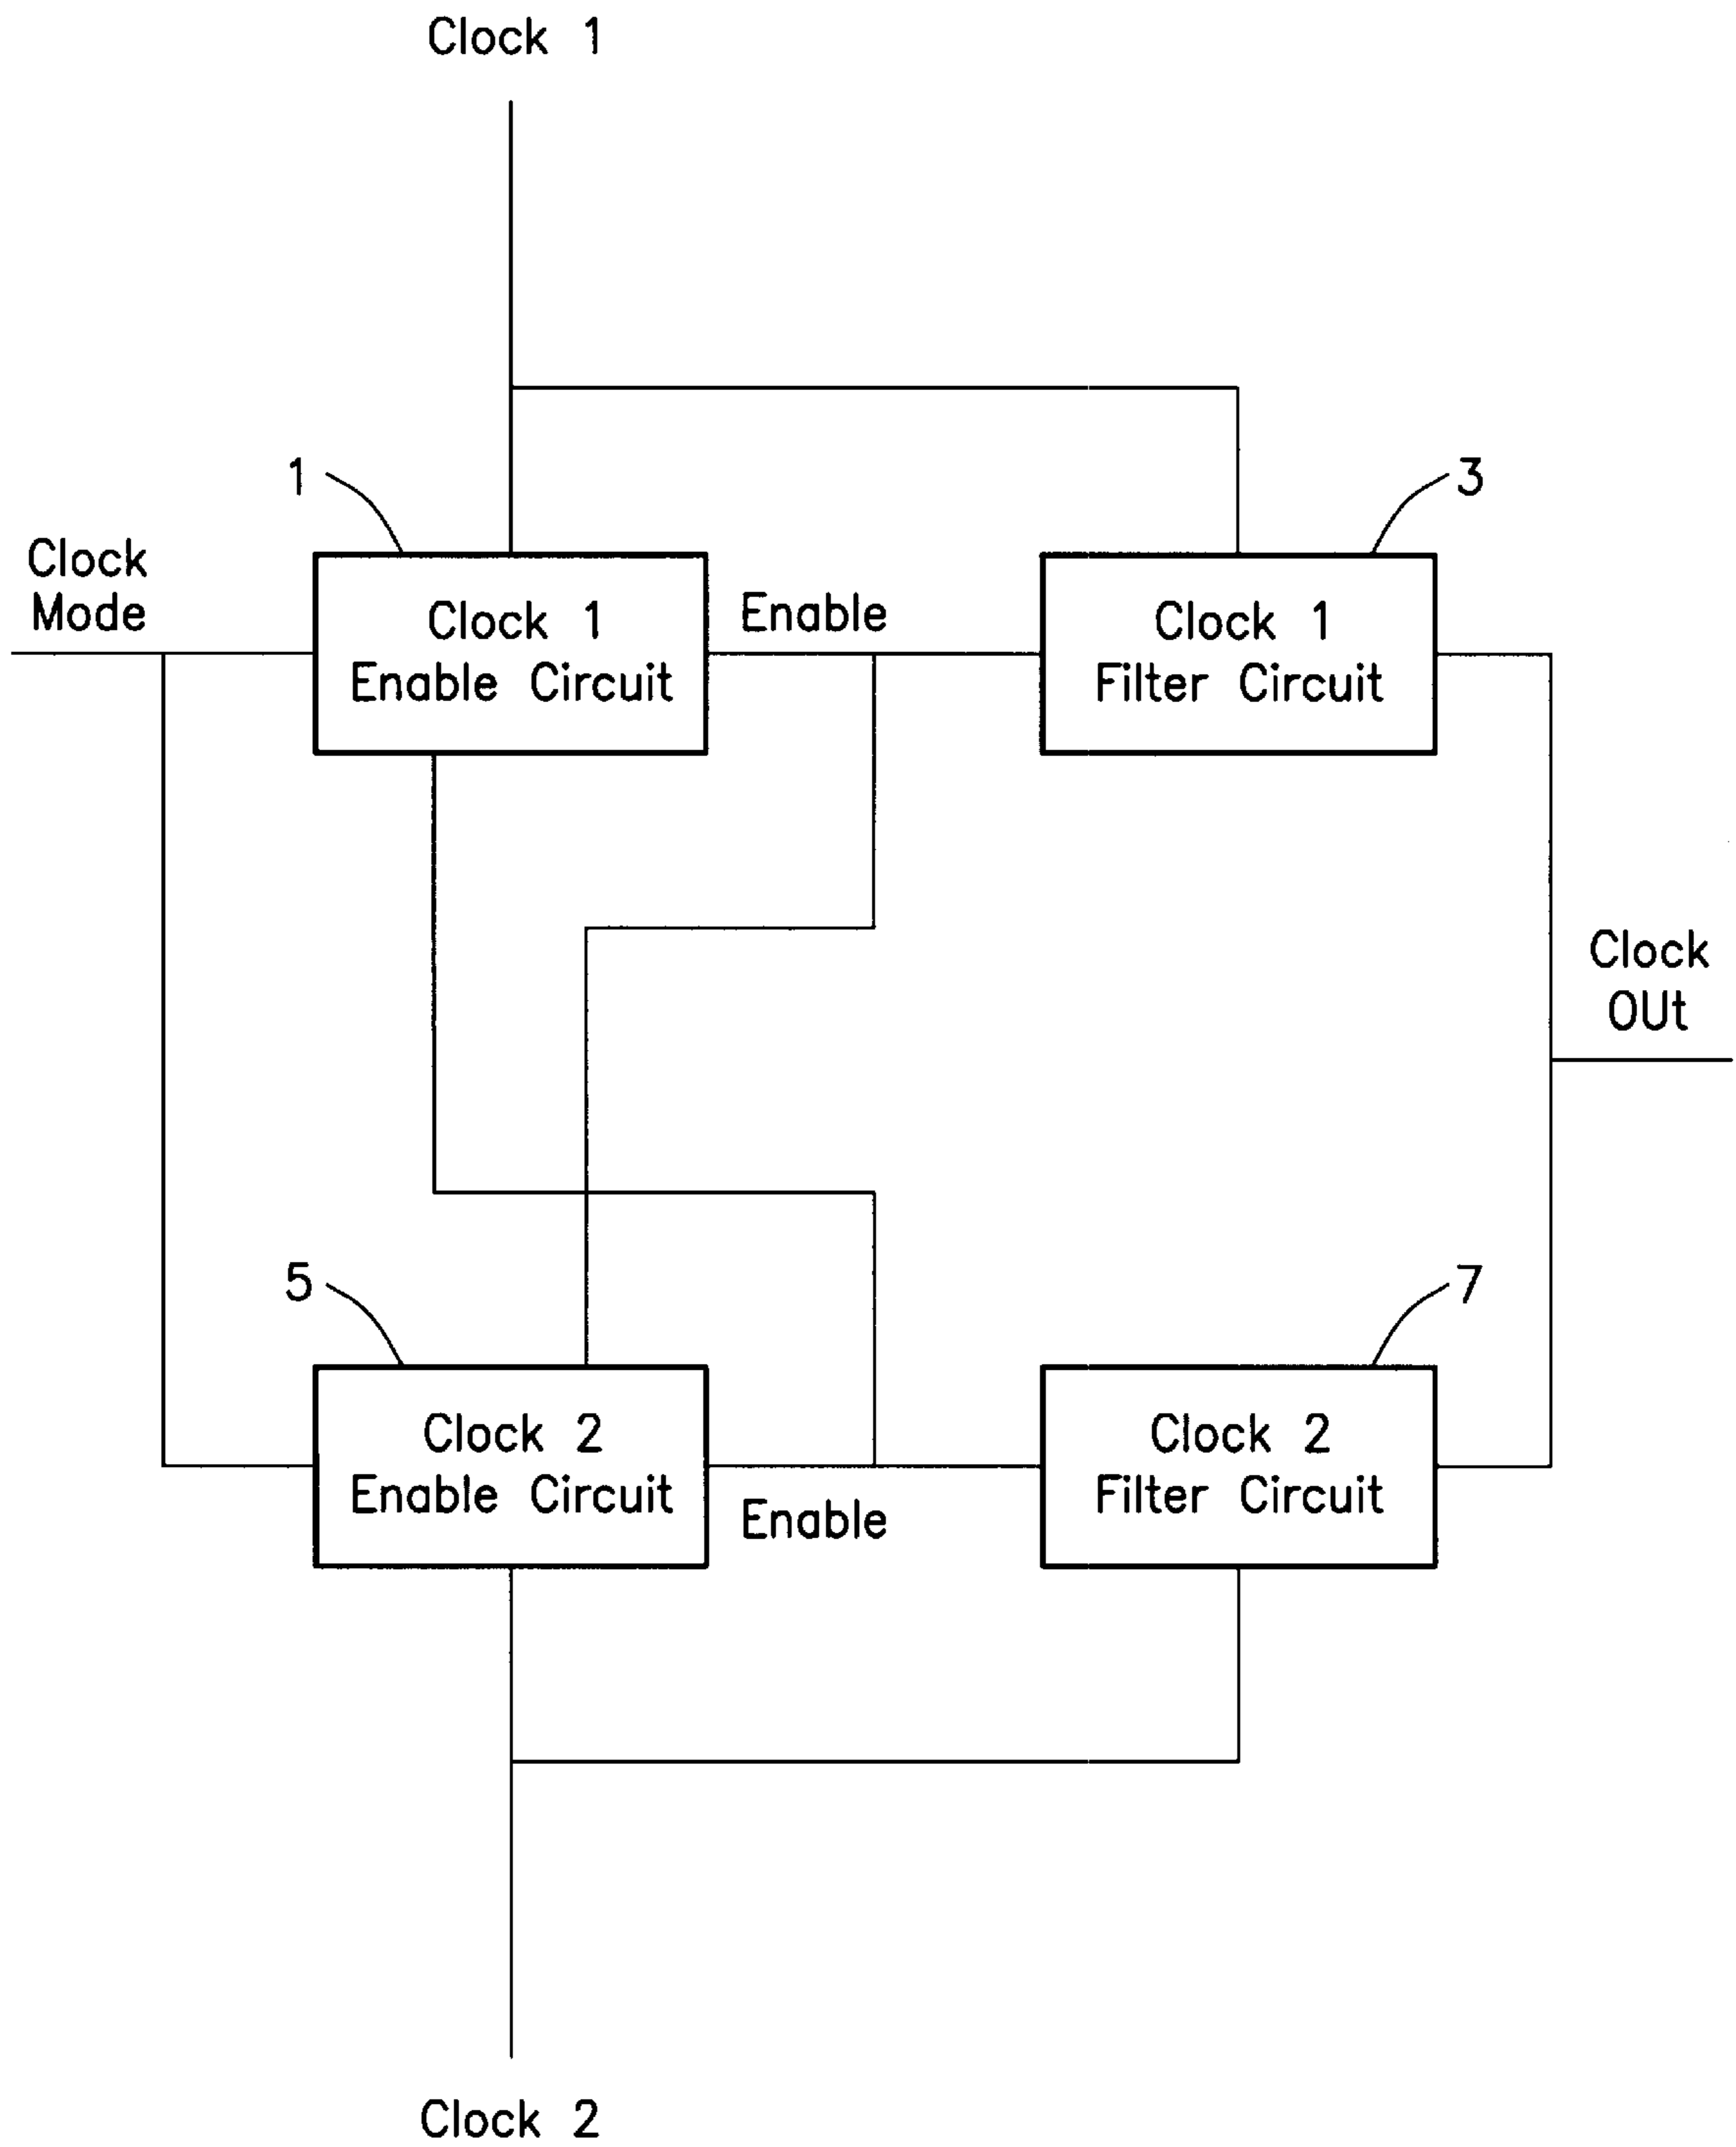 Clock 1
1
3
Clock
Mode
Clock 1
Enable Circuit
Enable
Clock 1
Filter Circuit
Clock
OUt
5
7
Clock 2
Enable Circuit
Enable
Clock 2
Filter Circuit
Clock 2